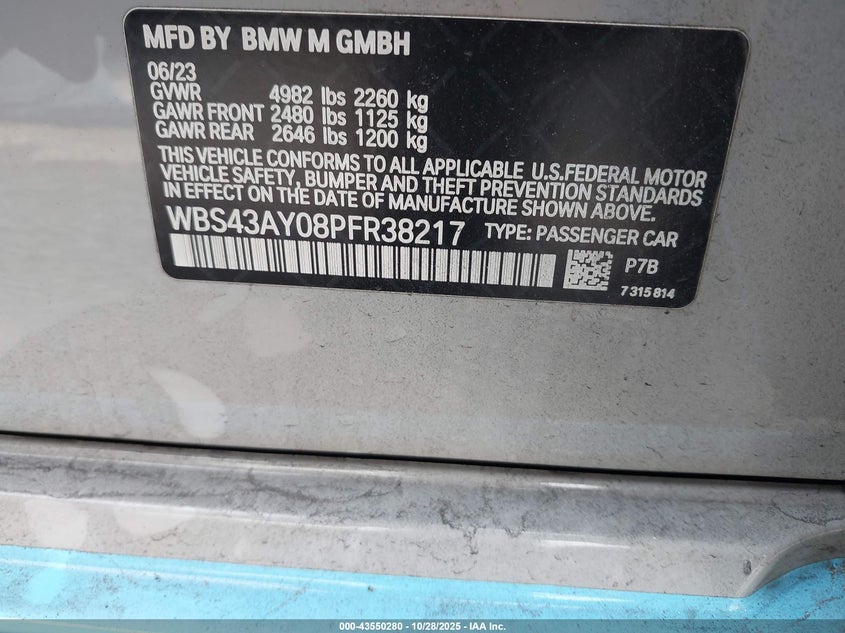 MFD BY BMW M GMBH
06/23
GVWR 4982 lbs 2260 kg
GAWR FRONT 2480 lbs 1125 kg
GAWR REAR 2646 lbs 1200 kg
THIS VEHICLE CONFORMS TO ALL APPLICABLE U.S.FEDERAL MOTOR
VEHICLE SAFETY, BUMPER AND THEFT PREVENTION STANDARDS
IN EFFECT ON THE DATE OF MANUFACTURE SHOWN ABOVE.
WBS43AY08PFR38217 TYPE: PASSENGER CAR
P7B
7315814
000-43550280 - 10/28/2025 - IAA Inc.